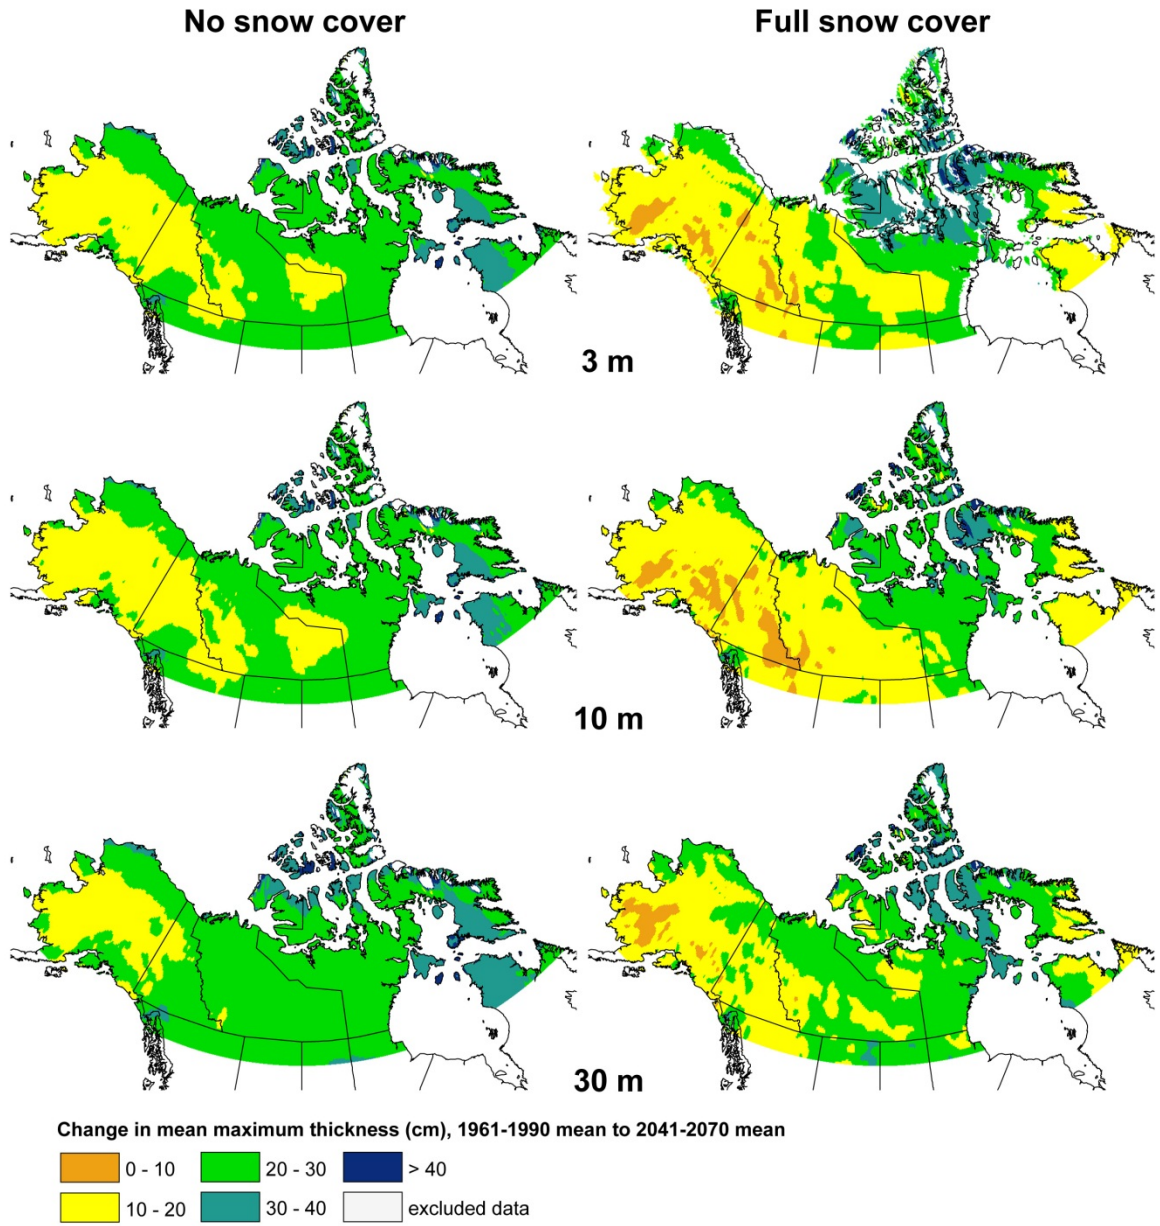 No snow cover
Full snow cover
3 m
10 m
30 m
Change in mean maximum thickness (cm), 1961-1990 mean to 2041-2070 mean
0 - 10
20 - 30
> 40
10 - 20
30 - 40
excluded data